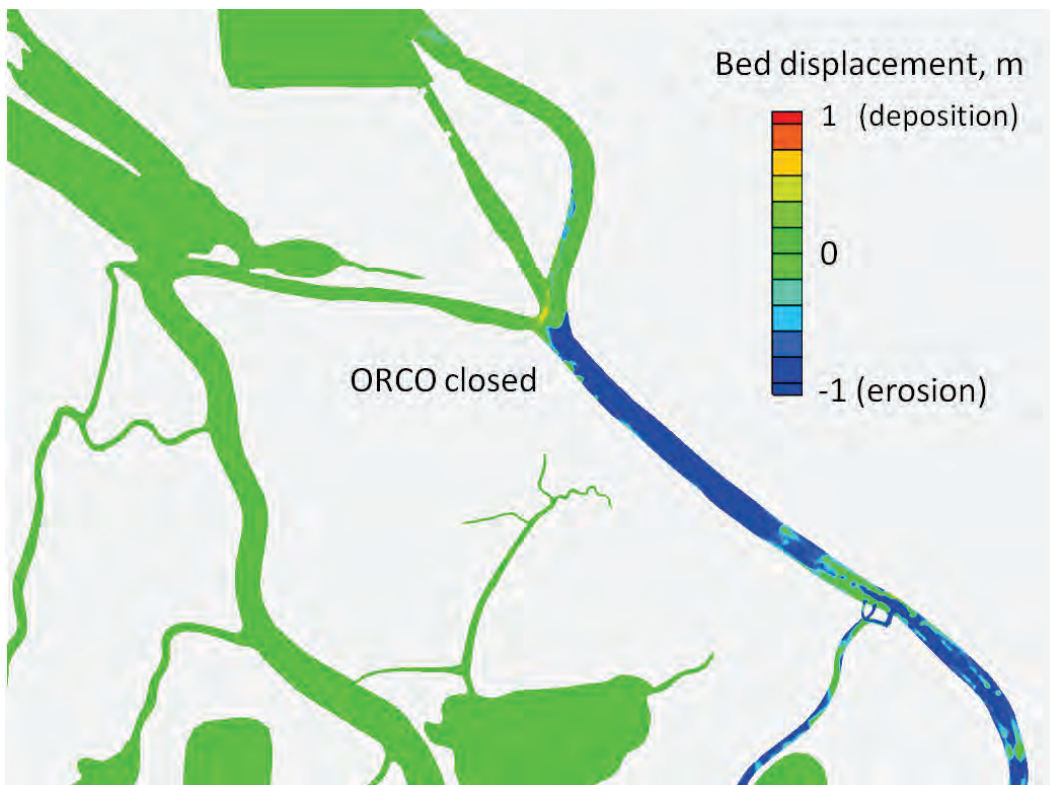 Bed displacement, m
1 (deposition)
0
ORCO closed
-1 (erosion)